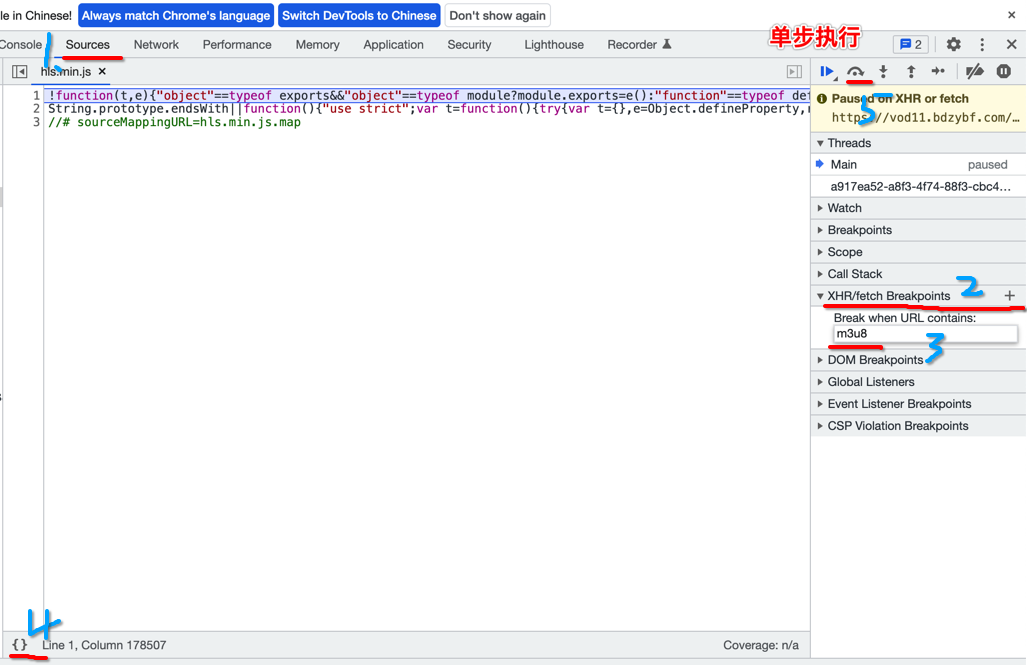 le in Chinese! Always match Chrome's language Switch DevTools to Chinese Don't show again ×
Console Sources Network Performance Memory Application Security Lighthouse Recorder 2
单步执行
1、
hls.min.js ×
5
1 !function(t,e){"object"==typeof exports&&"object"==typeof module?module.exports=e():"function"==typeof def
2 String.prototype.endsWith||function(){"use strict";var t=function(){try{var t={},e=Object.defineProperty,
3 //# sourceMappingURL=hls.min.js.map
Paused on XHR or fetch
https://vod11.bdzybf.com/…
Threads
Main paused
a917ea52-a8f3-4f74-88f3-cbc4…
Watch
Breakpoints
Scope
Call Stack
XHR/fetch Breakpoints 2 +
Break when URL contains:
m3u8
3
DOM Breakpoints
Global Listeners
Event Listener Breakpoints
CSP Violation Breakpoints
4
{} Line 1, Column 178507 Coverage: n/a